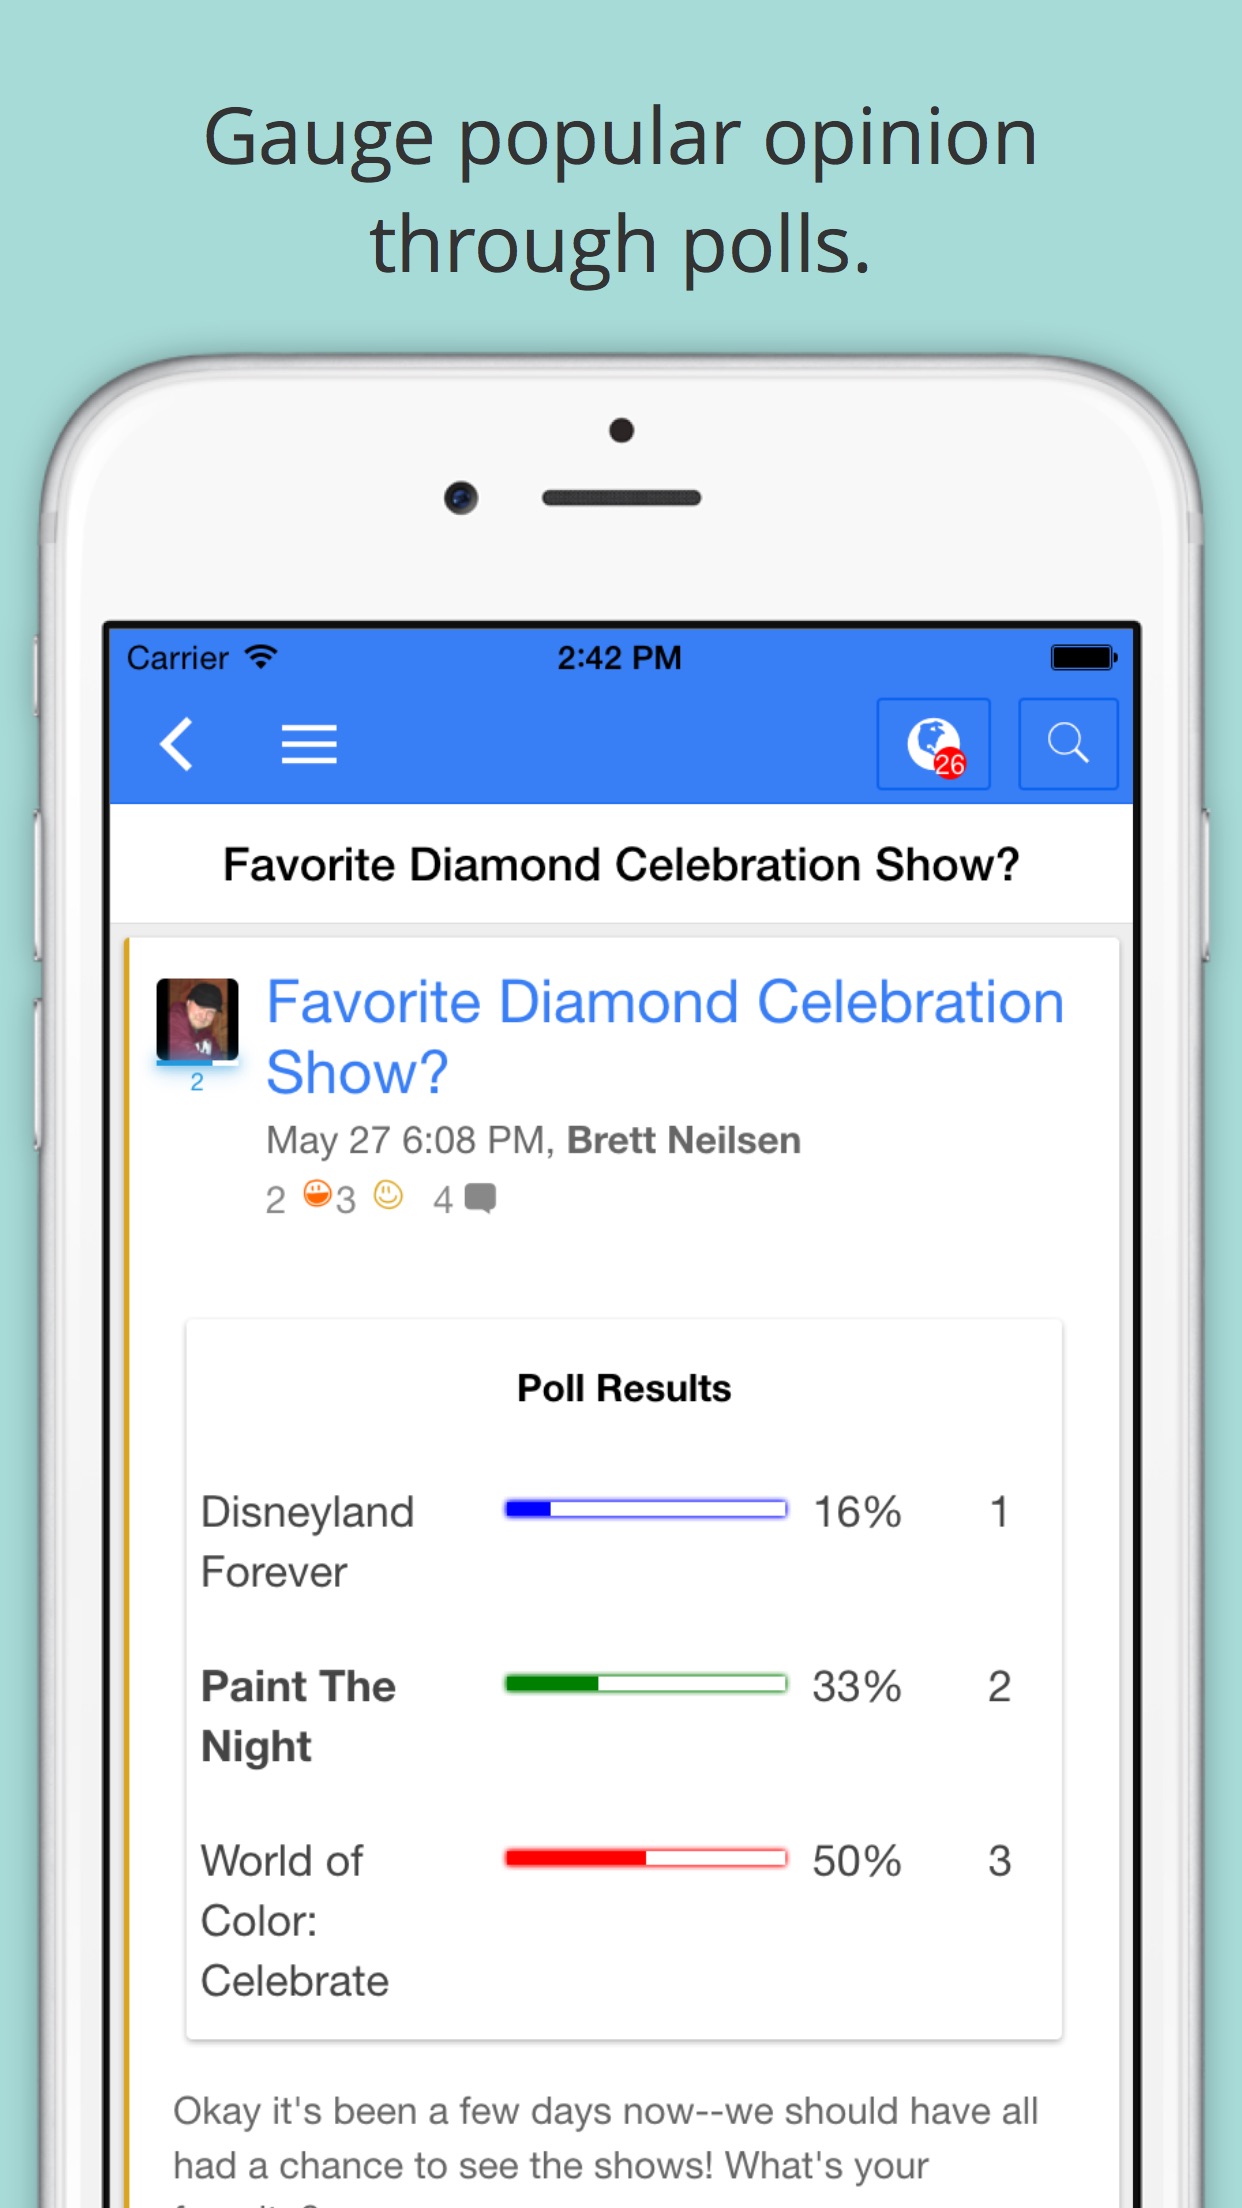 Gauge popular opinion
through polls.
Carrier 2:42 PM
26
Favorite Diamond Celebration Show?
Favorite Diamond Celebration
Show?
2
May 27 6:08 PM, Brett Neilsen
2 3 4
Poll Results
Disneyland 16% 1
Forever
Paint The 33% 2
Night
World of 50% 3
Color:
Celebrate
Okay it's been a few days now--we should have all
had a chance to see the shows! What's your